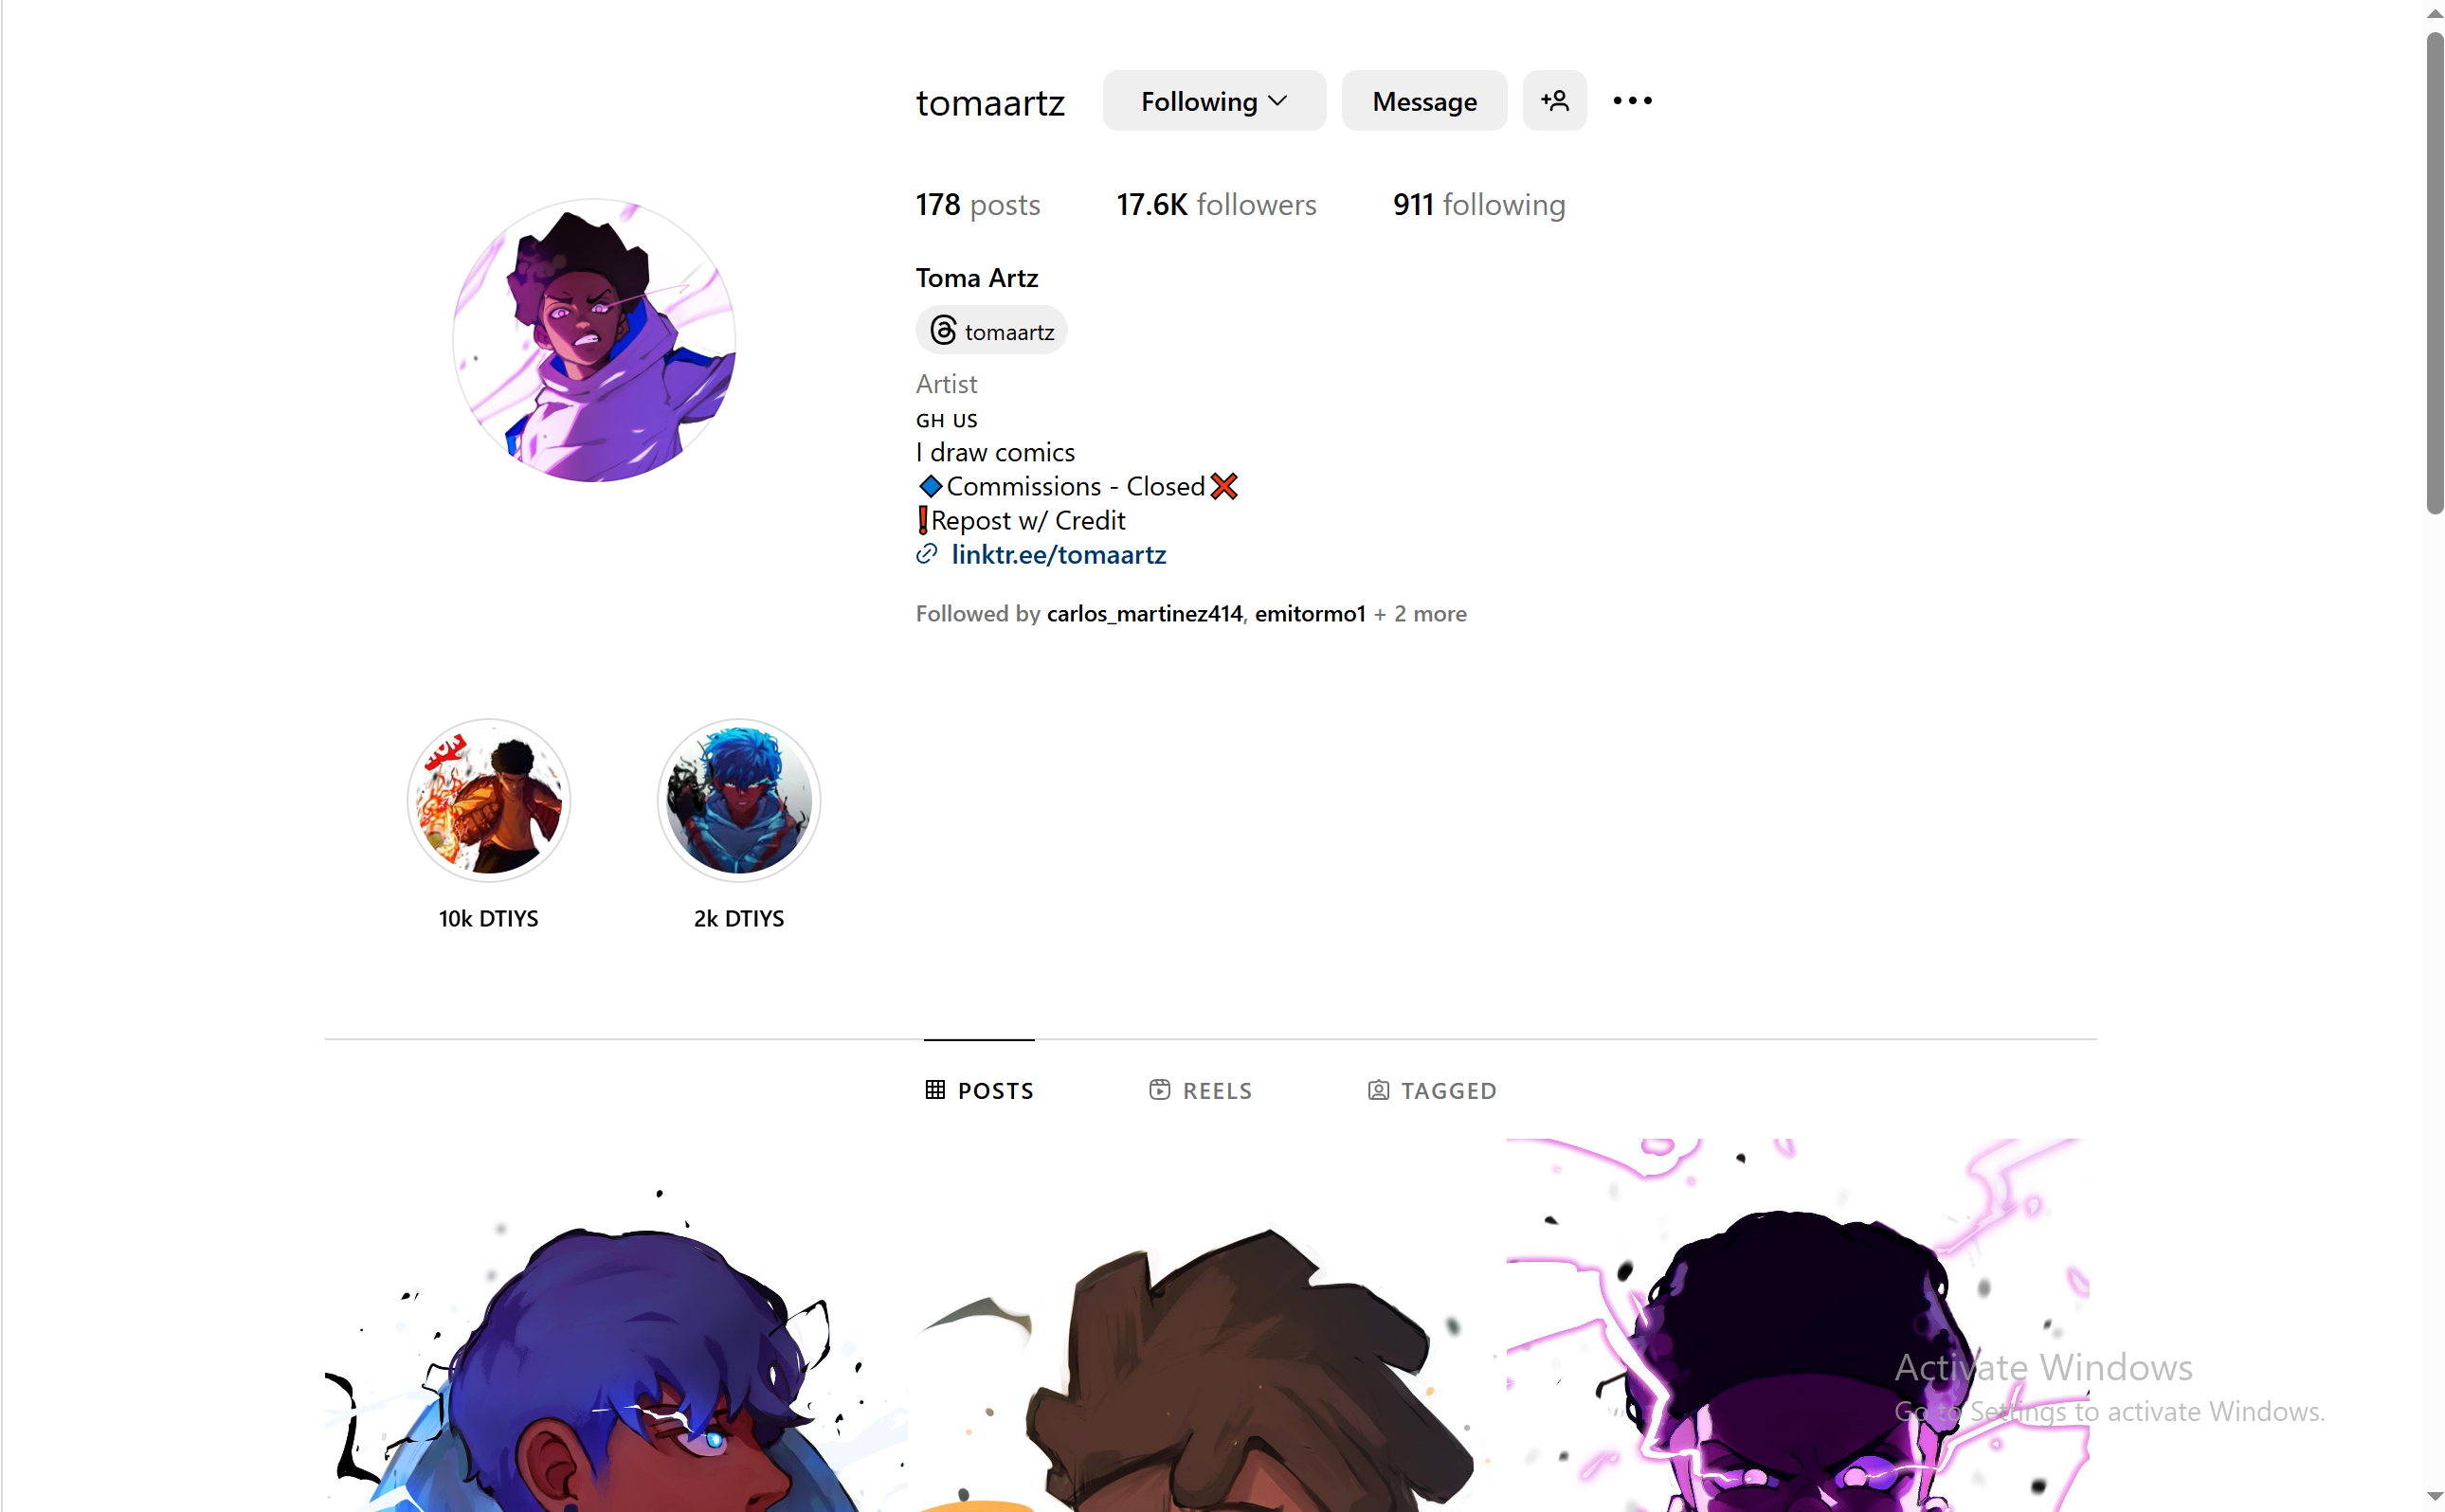 tomaartz Following Message
178 posts 17.6K followers 911 following
Toma Artz
tomaartz
Artist
GH US
I draw comics
🔷Commissions - Closed❌
❗Repost w/ Credit
linktr.ee/tomaartz
Followed by carlos_martinez414, emitormo1 + 2 more
10k DTIYS 2k DTIYS
POSTS REELS TAGGED
Activate Windows
Go to Settings to activate Windows.